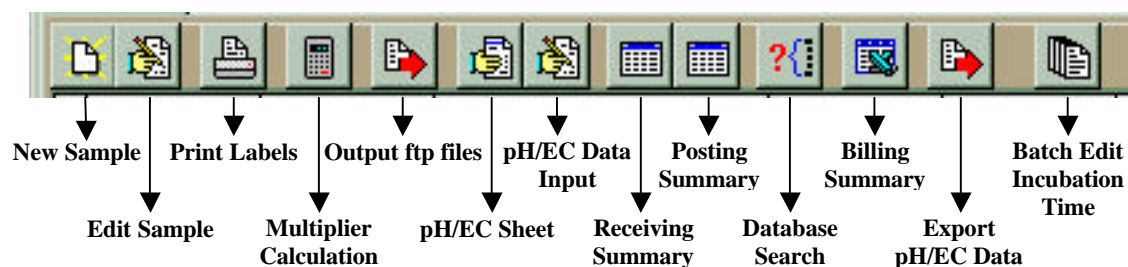 New Sample
Print Labels
Output ftp files
pH/EC Data
Input
Posting
Summary
Billing
Summary
Batch Edit
Incubation
Time
Edit Sample
Multiplier
Calculation
pH/EC Sheet
Receiving
Summary
Database
Search
Export
pH/EC Data